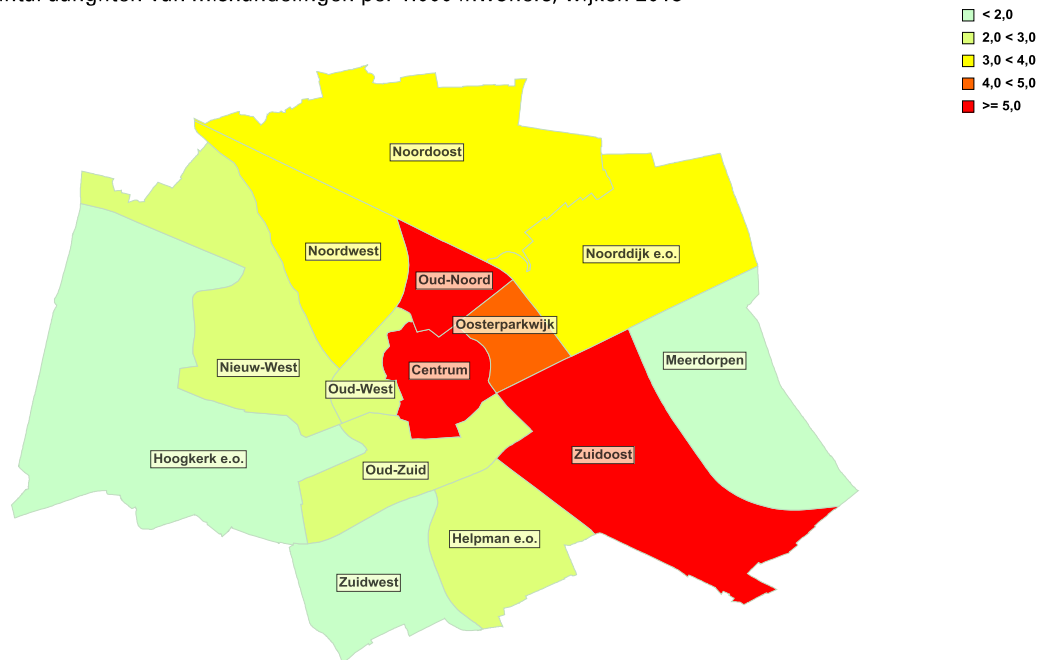 < 2,0
2,0 < 3,0
3,0 < 4,0
4,0 < 5,0
>= 5,0
Noordoost
Noordwest
Noorddijk e.o.
Oud-Noord
Oosterparkwijk
Meerdorpen
Nieuw-West
Centrum
Oud-West
Hoogkerk e.o.
Oud-Zuid
Zuidoost
Helpman e.o.
Zuidwest